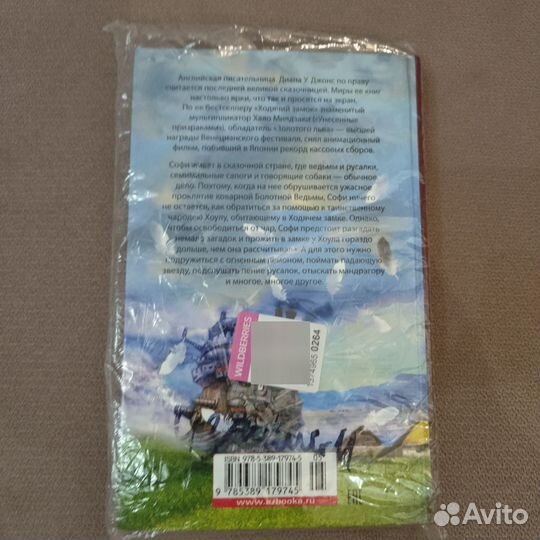 Английская писательница Диана У. Джонс по праву
считается последней великой сказочницей. Миры ее книг
настолько ярки, что так и просятся на экран.
По ее бестселлеру «Ходячий замок» знаменитый
мультипликатор Хаяо Миядзаки («Унесенные
призраками»), обладатель «Золотого льва» — высшей
награды Венецианского фестиваля, снял анимационный
фильм, побивший в Японии рекорд кассовых сборов.
Софи живет в сказочной стране, где ведьмы и русалки,
семимильные сапоги и говорящие собаки — обычное
дело. Поэтому, когда на нее обрушивается ужасное
проклятие коварной Болотной Ведьмы, Софи ничего
не остается, как обратиться за помощью к таинственному
чародею Хоулу, обитающему в Ходячем замке. Однако,
чтобы освободиться от чар, Софи предстоит разгадать
немало загадок и прожить в замке у Хоула гораздо
дольше, чем она рассчитывала. А для этого нужно
подружиться с огненным демоном, поймать падающую
звезду, подслушать пение русалок, отыскать мандрагору
и многое, многое другое.
WILDBERRIES
1374965 0264
ISBN 978-5-389-17974-5
9 785389 179745
www.azbooka.ru
EAC
Avito